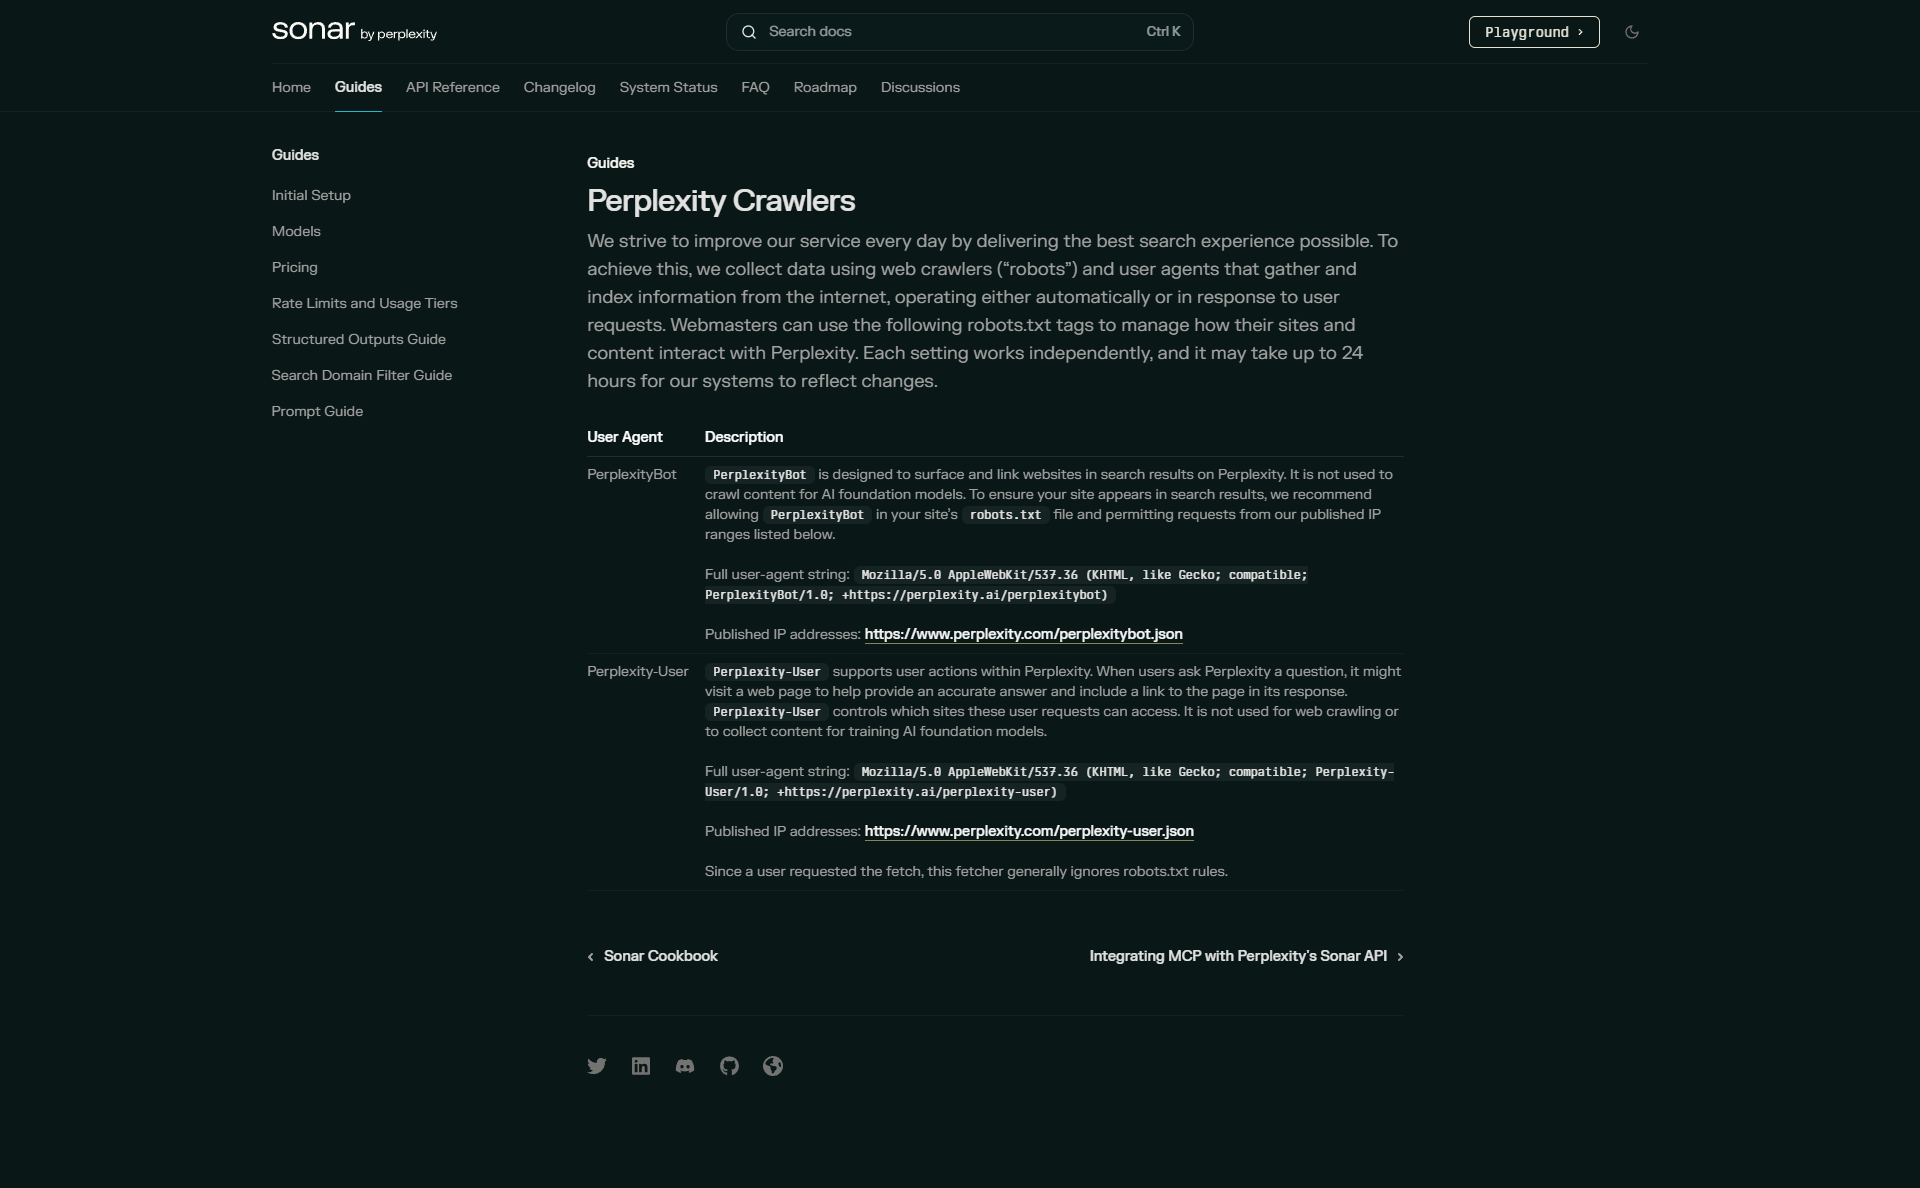 sonar by perplexity
Search docs
Ctrl K
Playground ›
Home
Guides
API Reference
Changelog
System Status
FAQ
Roadmap
Discussions
Guides
Initial Setup
Models
Pricing
Rate Limits and Usage Tiers
Structured Outputs Guide
Search Domain Filter Guide
Prompt Guide
Guides
Perplexity Crawlers
We strive to improve our service every day by delivering the best search experience possible. To
achieve this, we collect data using web crawlers (“robots”) and user agents that gather and
index information from the internet, operating either automatically or in response to user
requests. Webmasters can use the following robots.txt tags to manage how their sites and
content interact with Perplexity. Each setting works independently, and it may take up to 24
hours for our systems to reflect changes.
User Agent
Description
PerplexityBot
PerplexityBot is designed to surface and link websites in search results on Perplexity. It is not used to
crawl content for AI foundation models. To ensure your site appears in search results, we recommend
allowing PerplexityBot in your site’s robots.txt file and permitting requests from our published IP
ranges listed below.
Full user-agent string: Mozilla/5.0 AppleWebKit/537.36 (KHTML, like Gecko; compatible;
PerplexityBot/1.0; +https://perplexity.ai/perplexitybot)
Published IP addresses: https://www.perplexity.com/perplexitybot.json
Perplexity-User
Perplexity-User supports user actions within Perplexity. When users ask Perplexity a question, it might
visit a web page to help provide an accurate answer and include a link to the page in its response.
Perplexity-User controls which sites these user requests can access. It is not used for web crawling or
to collect content for training AI foundation models.
Full user-agent string: Mozilla/5.0 AppleWebKit/537.36 (KHTML, like Gecko; compatible; Perplexity-
User/1.0; +https://perplexity.ai/perplexity-user)
Published IP addresses: https://www.perplexity.com/perplexity-user.json
Since a user requested the fetch, this fetcher generally ignores robots.txt rules.
‹ Sonar Cookbook
Integrating MCP with Perplexity’s Sonar API ›